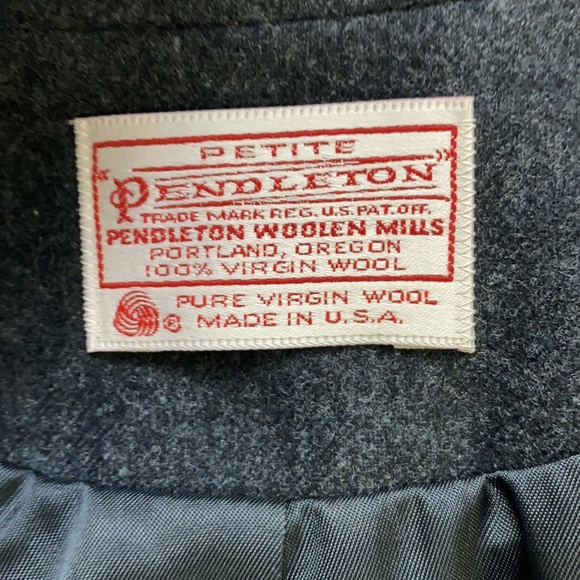 PETITE
"PENDLETON"
TRADE MARK REG. U.S. PAT. OFF.
PENDLETON WOOLEN MILLS
PORTLAND, OREGON
100% VIRGIN WOOL
® PURE VIRGIN WOOL
MADE IN U.S.A.